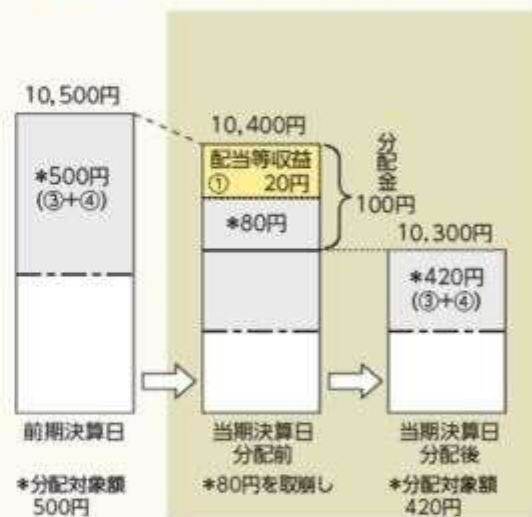 10,500円
*500円
(③+④)
前期決算日
*分配対象額
500円
10,400円
配当等収益
① 20円
*80円
分配金
100円
当期決算日
分配前
*80円を取崩し
10,300円
*420円
(③+④)
当期決算日
分配後
*分配対象額
420円